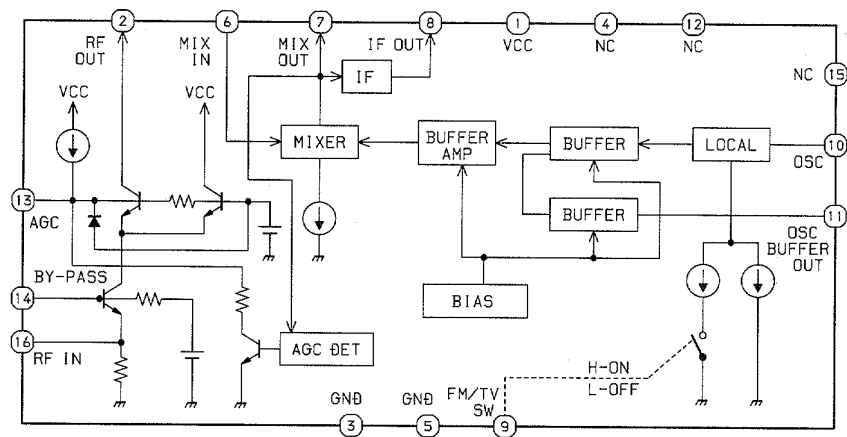 2
6
7
8
1
4
12
RF
OUT
MIX
IN
MIX
OUT
IF OUT
VCC
NC
NC
NC
15
IF
VCC
VCC
MIXER
BUFFER
AMP
BUFFER
LOCAL
10
OSC
13
AGC
BUFFER
11
OSC
BUFFER
OUT
BY-PASS
14
BIAS
16
RF IN
AGC DET
H-ON
L-OFF
GND
GND
FM/TV
SW
3
5
9